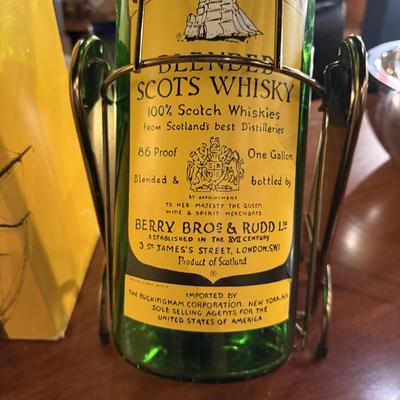 BLENDED
SCOTS WHISKY
100% Scotch Whiskies
FROM Scotland's best Distilleries
86 Proof One Gallon
Blended & bottled by
BY APPOINTMENT
TO HER MAJESTY THE QUEEN
WINE & SPIRIT MERCHANTS
BERRY BROS & RUDD LTD
ESTABLISHED IN THE XVII CENTURY
3, ST JAMES'S STREET, LONDON, SW1
Product of Scotland
IMPORTED BY
THE BUCKINGHAM CORPORATION, NEW YORK, N.Y.
SOLE SELLING AGENTS FOR THE
UNITED STATES OF AMERICA